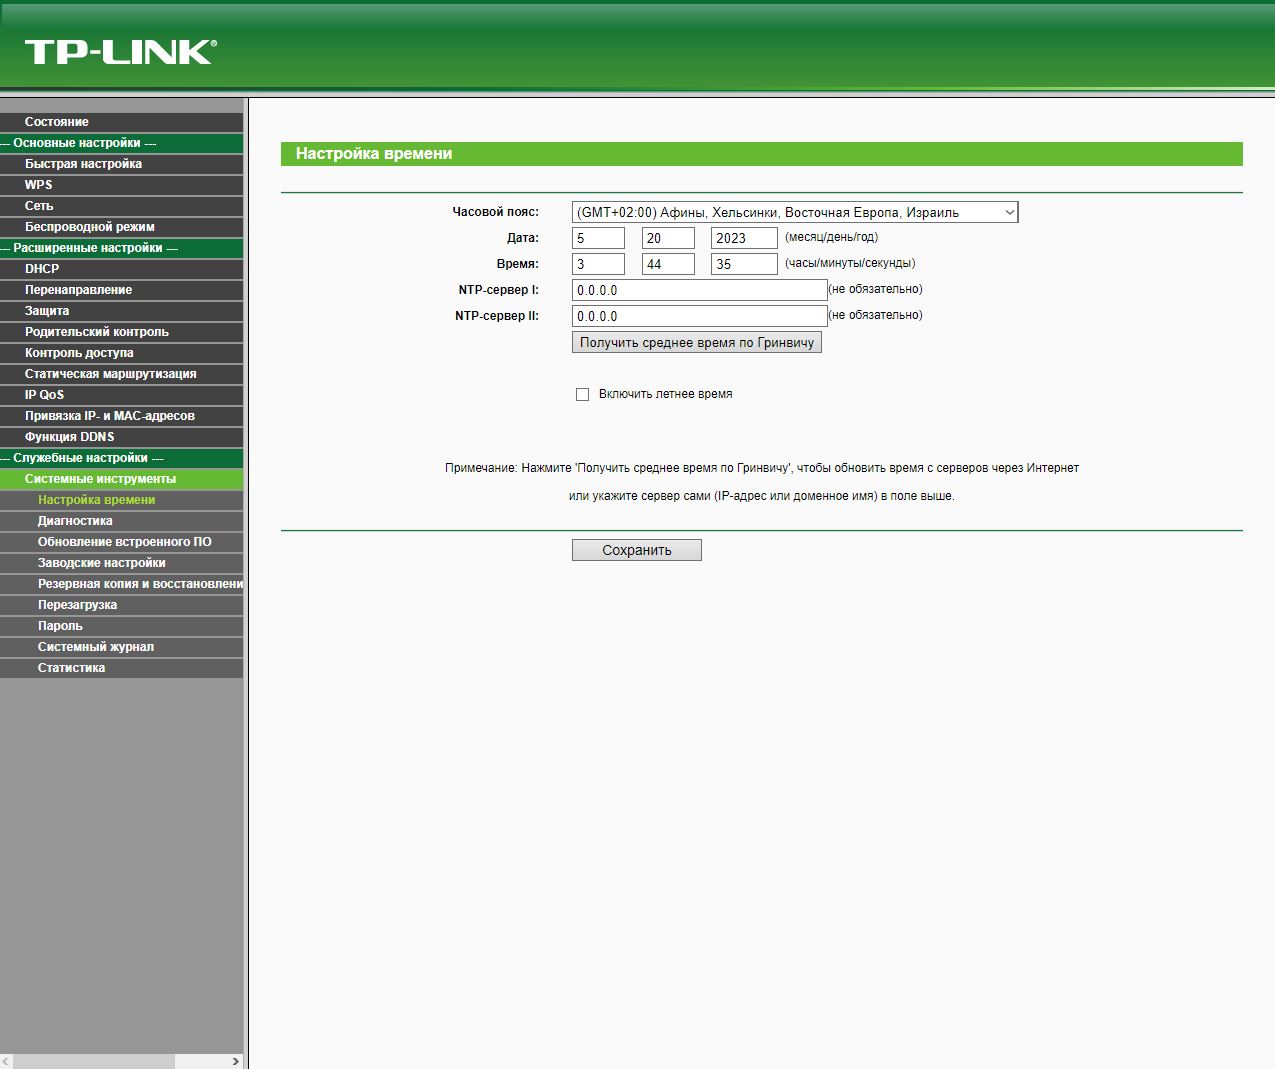 TP-LINK®
Состояние
--- Основные настройки ---
Быстрая настройка
WPS
Сеть
Беспроводной режим
--- Расширенные настройки ---
DHCP
Перенаправление
Защита
Родительский контроль
Контроль доступа
Статическая маршрутизация
IP QoS
Привязка IP- и MAC-адресов
Функция DDNS
--- Служебные настройки ---
Системные инструменты
Настройка времени
Диагностика
Обновление встроенного ПО
Заводские настройки
Резервная копия и восстановлени
Перезагрузка
Пароль
Системный журнал
Статистика
Настройка времени
Часовой пояс: (GMT+02:00) Афины, Хельсинки, Восточная Европа, Израиль
Дата: 5 20 2023 (месяц/день/год)
Время: 3 44 35 (часы/минуты/секунды)
NTP-сервер I: 0.0.0.0 (не обязательно)
NTP-сервер II: 0.0.0.0 (не обязательно)
Получить среднее время по Гринвичу
Включить летнее время
Примечание: Нажмите 'Получить среднее время по Гринвичу', чтобы обновить время с серверов через Интернет
или укажите сервер сами (IP-адрес или доменное имя) в поле выше.
Сохранить